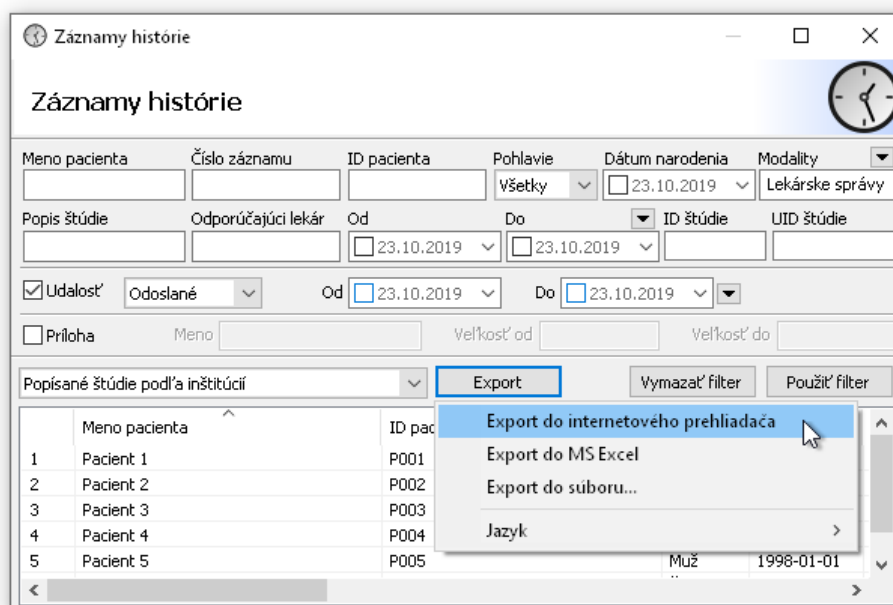 Záznamy histórie
Záznamy histórie
Meno pacienta Číslo záznamu ID pacienta Pohlavie Dátum narodenia Modality
Všetky 23.10.2019 Lekárske správy
Popis štúdie Odporúčajúci lekár Od Do ID štúdie UID štúdie
23.10.2019 23.10.2019
Udalosť Odoslané Od 23.10.2019 Do 23.10.2019
Príloha Meno Veľkosť od Veľkosť do
Popísané štúdie podľa inštitúcií Export Vymazať filter Použiť filter
Meno pacienta ID pac
Export do internetového prehliadača
Export do MS Excel
Export do súboru...
Jazyk
1 Pacient 1 P001
2 Pacient 2 P002
3 Pacient 3 P003
4 Pacient 4 P004
5 Pacient 5 P005 Muž 1998-01-01